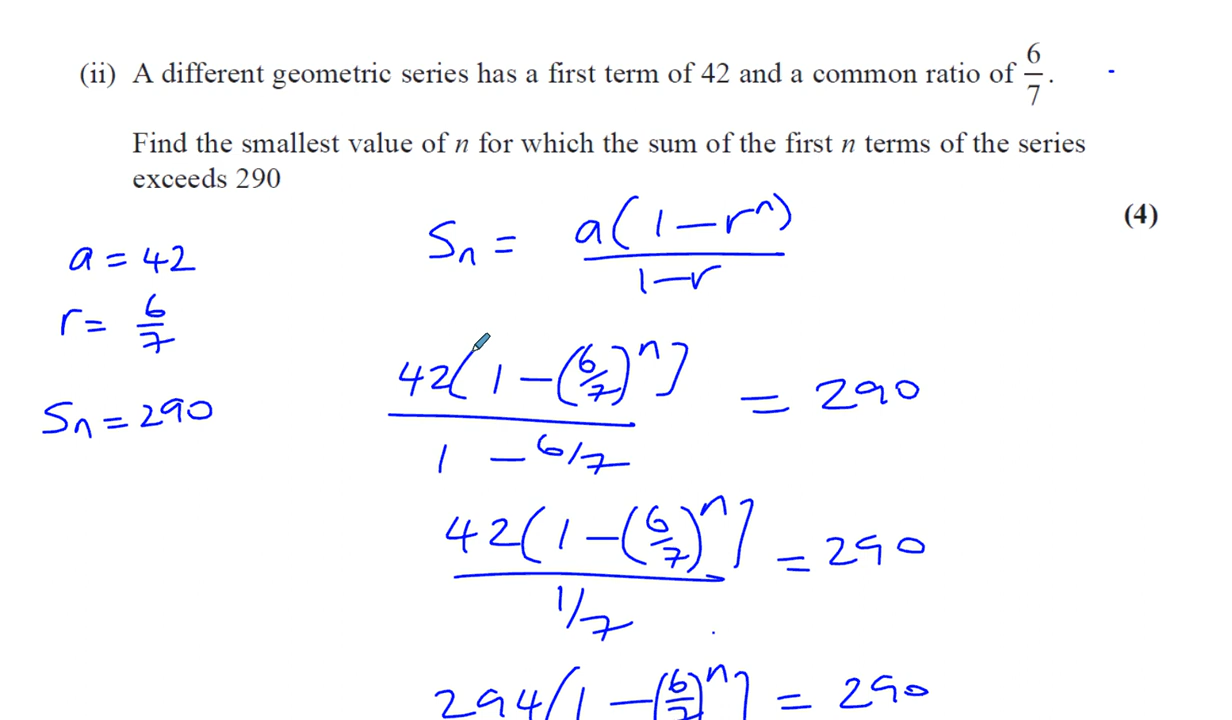 (ii) A different geometric series has a first term of 42 and a common ratio of 6/7.
Find the smallest value of n for which the sum of the first n terms of the series
exceeds 290
(4)
a = 42
r = 6/7
Sn = 290
Sn = a(1-r^n)/1-r
42(1-(6/7)^n]/1-6/7 = 290
42(1-(6/7)^n]/1/7 = 290
294(1-(6/7)^n] = 290